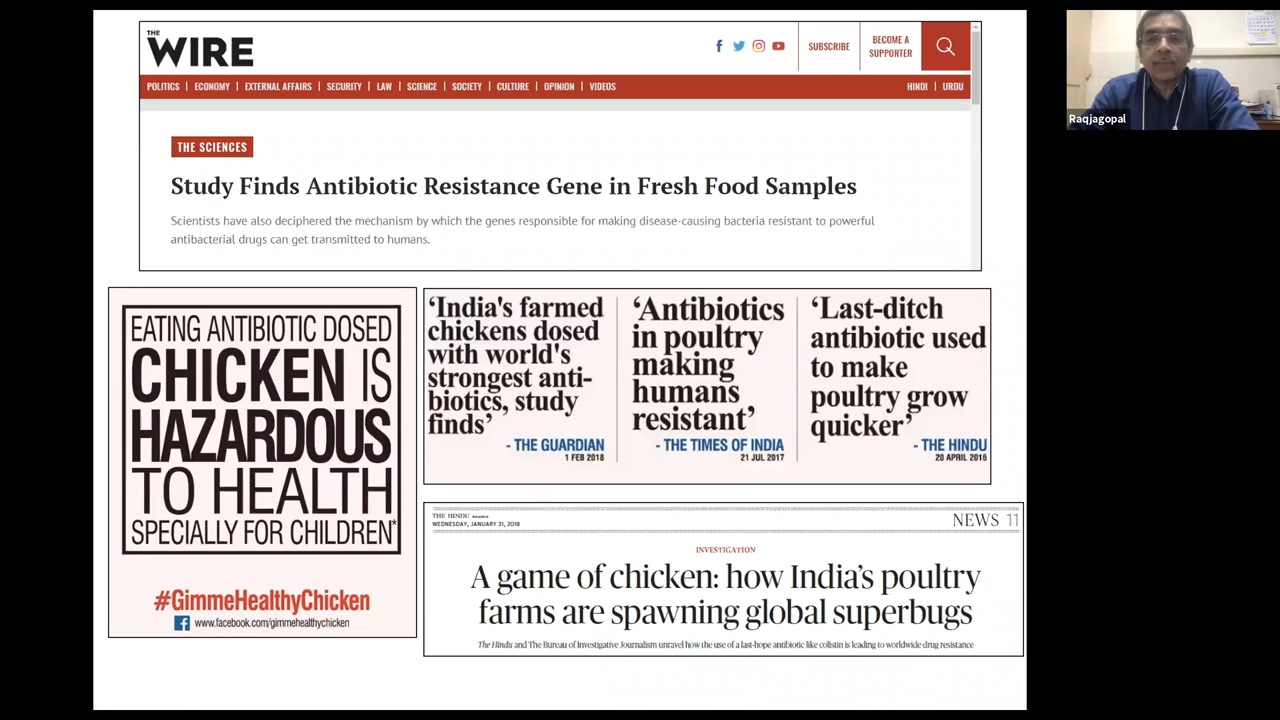 THE
WIRE
SUBSCRIBE
BECOME A
SUPPORTER
POLITICS | ECONOMY | EXTERNAL AFFAIRS | SECURITY | LAW | SCIENCE | SOCIETY | CULTURE | OPINION | VIDEOS
HINDI | URDU
THE SCIENCES
Study Finds Antibiotic Resistance Gene in Fresh Food Samples
Scientists have also deciphered the mechanism by which the genes responsible for making disease-causing bacteria resistant to powerful
antibacterial drugs can get transmitted to humans.
EATING ANTIBIOTIC DOSED
CHICKEN IS
HAZARDOUS
TO HEALTH
SPECIALLY FOR CHILDREN*
#GimmeHealthyChicken
www.facebook.com/gimmehealthychicken
‘India's farmed
chickens dosed
with world's
strongest anti-
biotics, study
finds’
- THE GUARDIAN
1 FEB 2018
‘Antibiotics
in poultry
making
humans
resistant’
- THE TIMES OF INDIA
21 JUL 2017
‘Last-ditch
antibiotic used
to make
poultry grow
quicker’
- THE HINDU
20 APRIL 2016
THE HINDU
WEDNESDAY, JANUARY 31, 2018
NEWS 11
INVESTIGATION
A game of chicken: how India’s poultry
farms are spawning global superbugs
The Hindu and The Bureau of Investigative Journalism unravel how the use of a last-hope antibiotic like colistin is leading to worldwide drug resistance
Raqjagopal